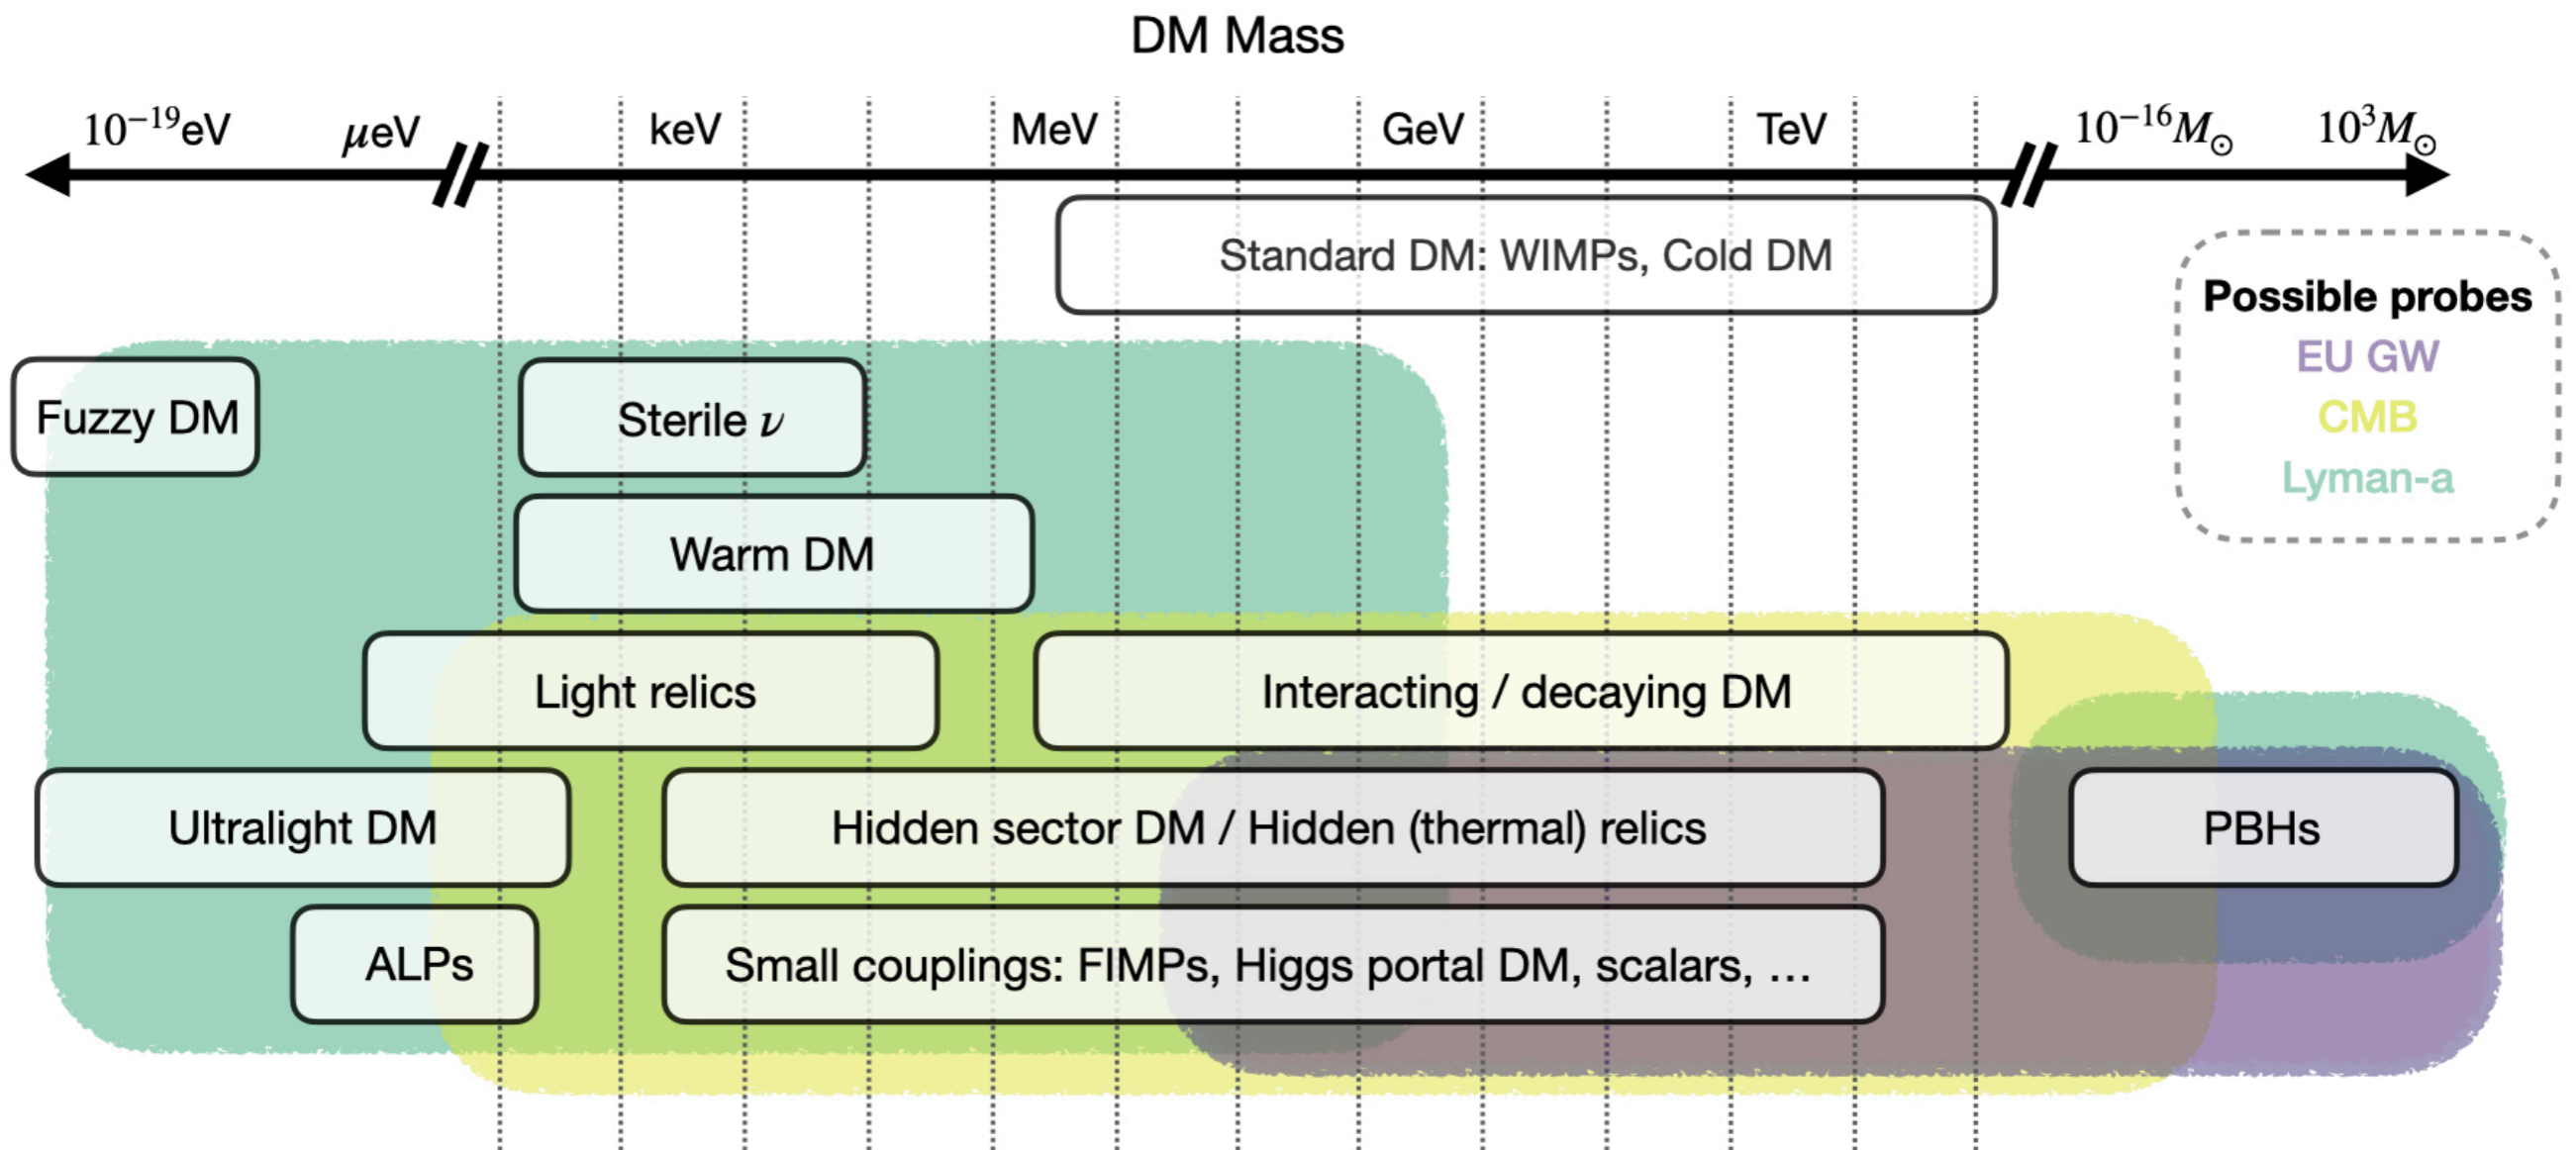 DM Mass
10⁻¹⁹eV μeV keV MeV GeV TeV 10⁻¹⁶M⊙ 10³M⊙
Standard DM: WIMPs, Cold DM
Possible probes
EU GW
CMB
Lyman-a
Fuzzy DM
Sterile ν
Warm DM
Light relics
Interacting / decaying DM
Ultralight DM
Hidden sector DM / Hidden (thermal) relics
PBHs
ALPs
Small couplings: FIMPs, Higgs portal DM, scalars, ...